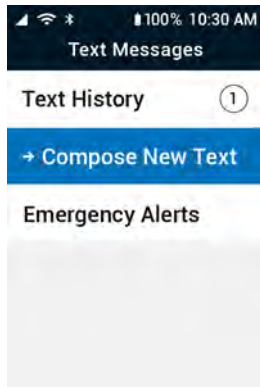 100% 10:30 AM
Text Messages
Text History 1
→ Compose New Text
Emergency Alerts